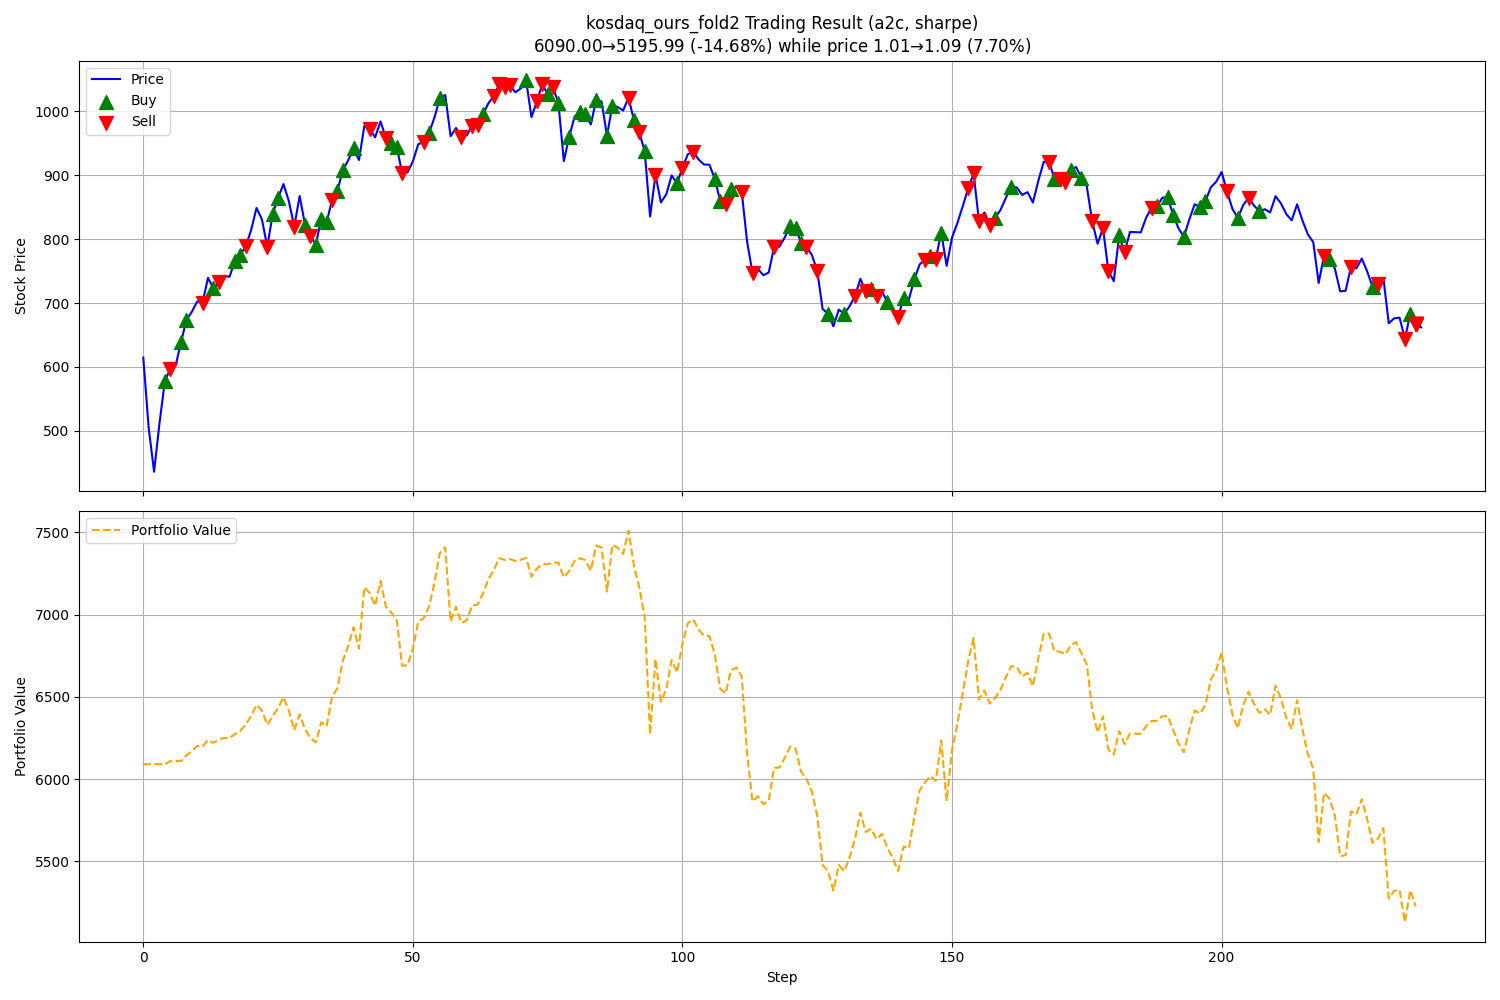 kosdaq_ours_fold2 Trading Result (a2c, sharpe)
6090.00→5195.99 (-14.68%) while price 1.01→1.09 (7.70%)
Price
Buy
Sell
Stock Price
1000
900
800
700
600
500
Portfolio Value
Portfolio Value
7500
7000
6500
6000
5500
0
50
100
150
200
Step